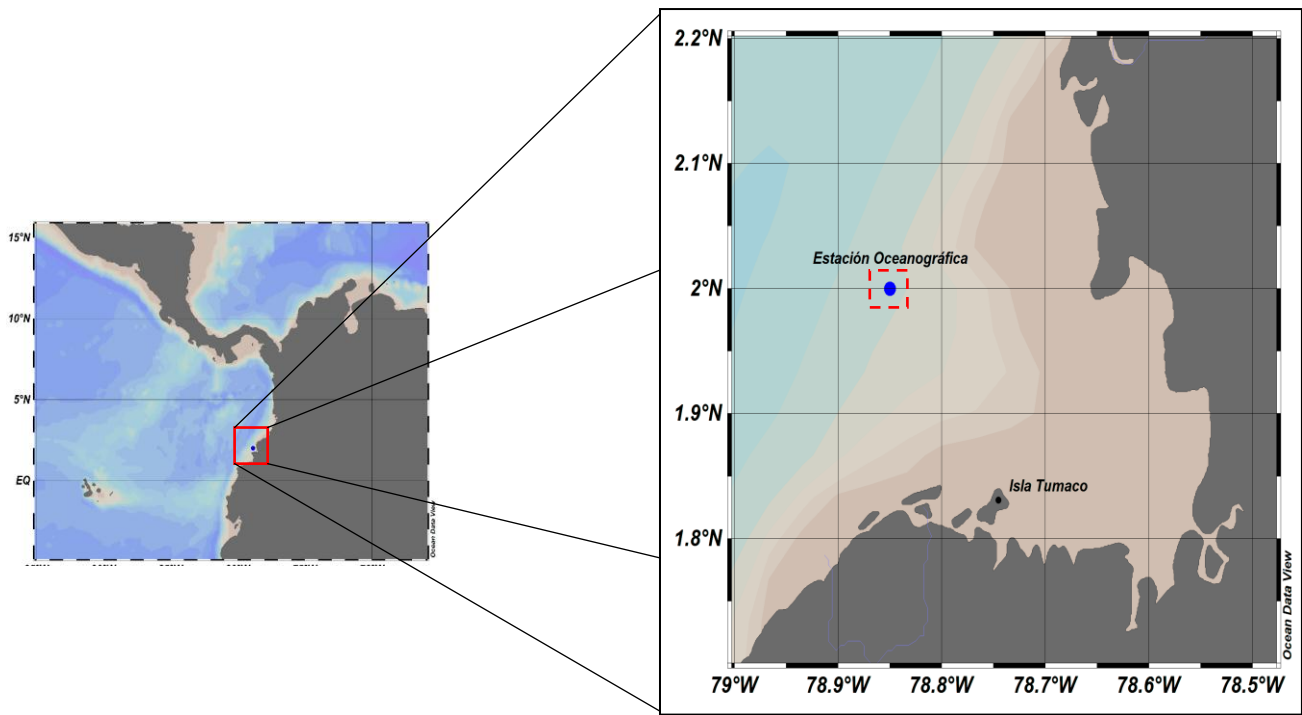 15°N
10°N
5°N
EQ
Ocean Data View
2.2°N
2.1°N
2°N
1.9°N
1.8°N
Estación Oceanográfica
Isla Tumaco
79°W
78.9°W
78.8°W
78.7°W
78.6°W
78.5°W
Ocean Data View